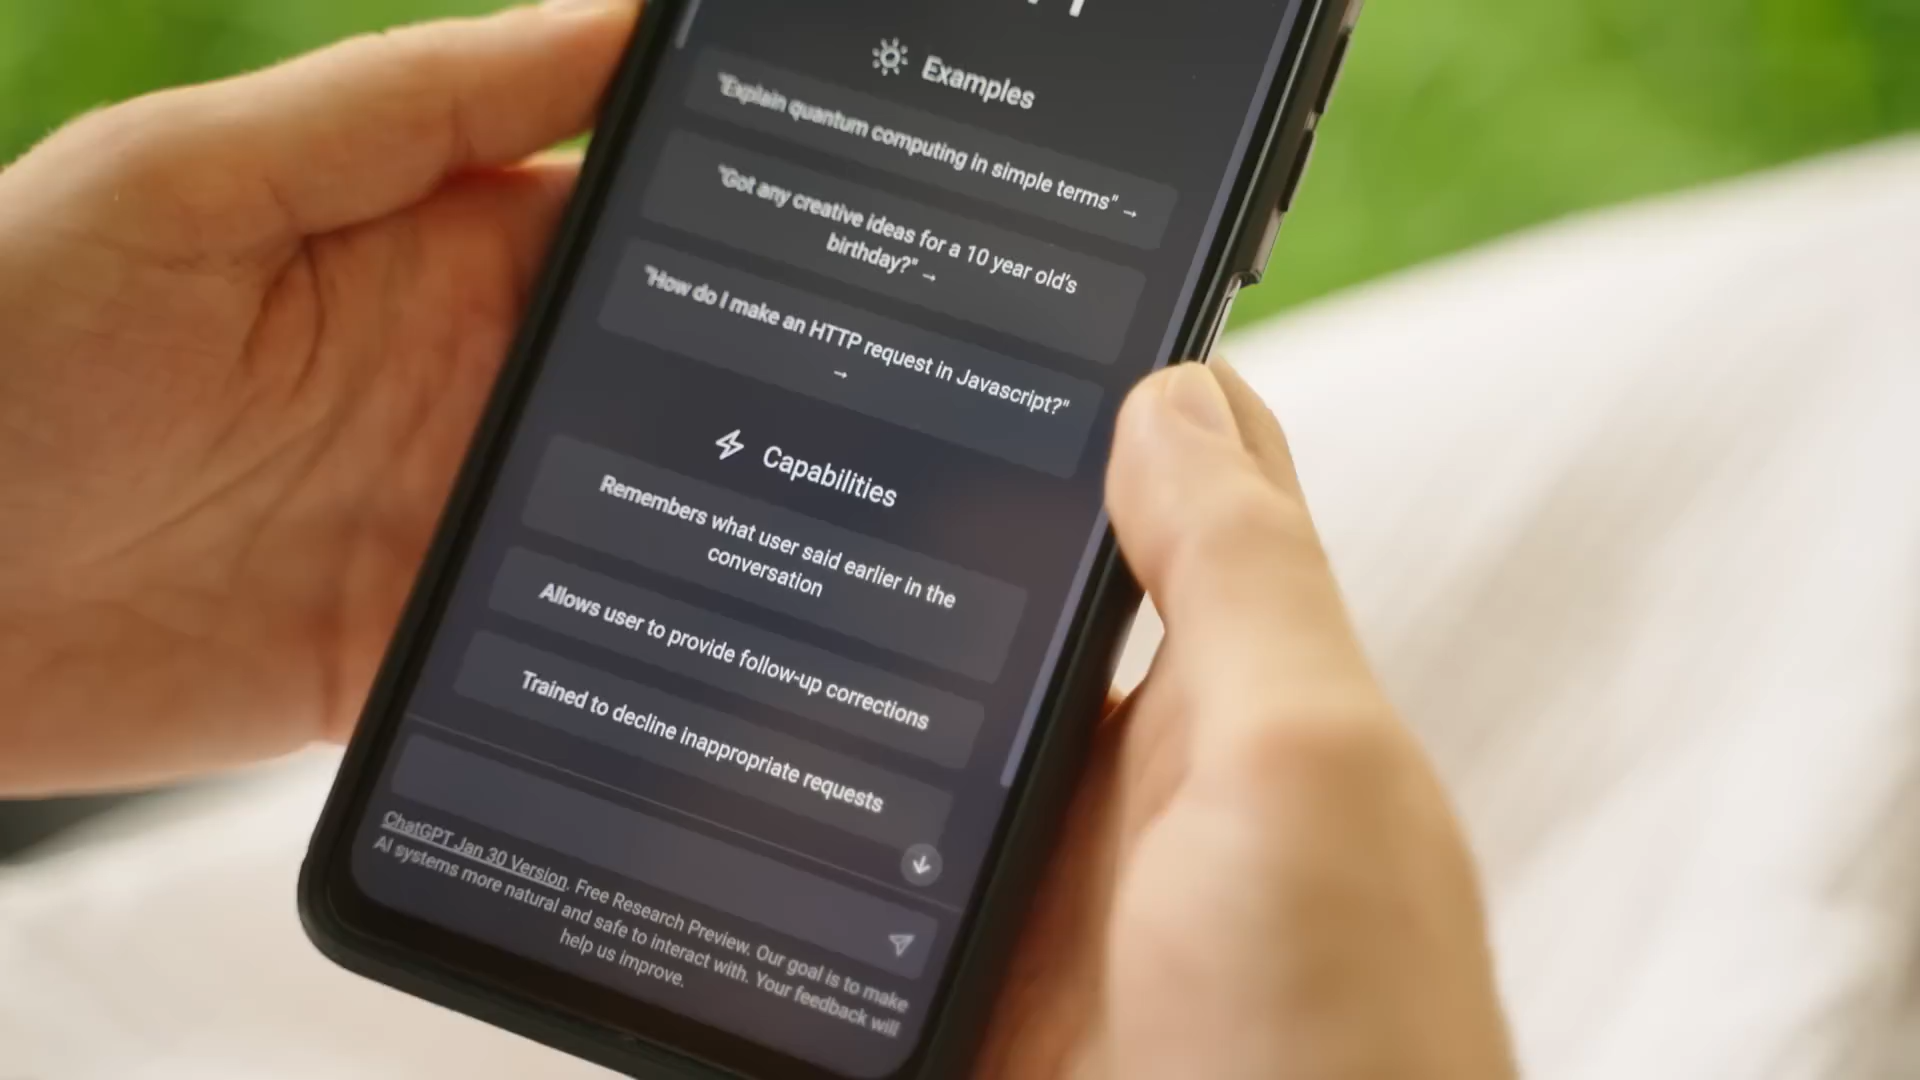 Examples
"Explain quantum computing in simple terms" →
"Got any creative ideas for a 10 year old's
birthday?" →
"How do I make an HTTP request in Javascript?"
→
Capabilities
Remembers what user said earlier in the
conversation
Allows user to provide follow-up corrections
Trained to decline inappropriate requests
ChatGPT Jan 30 Version. Free Research Preview. Our goal is to make
AI systems more natural and safe to interact with. Your feedback will
help us improve.